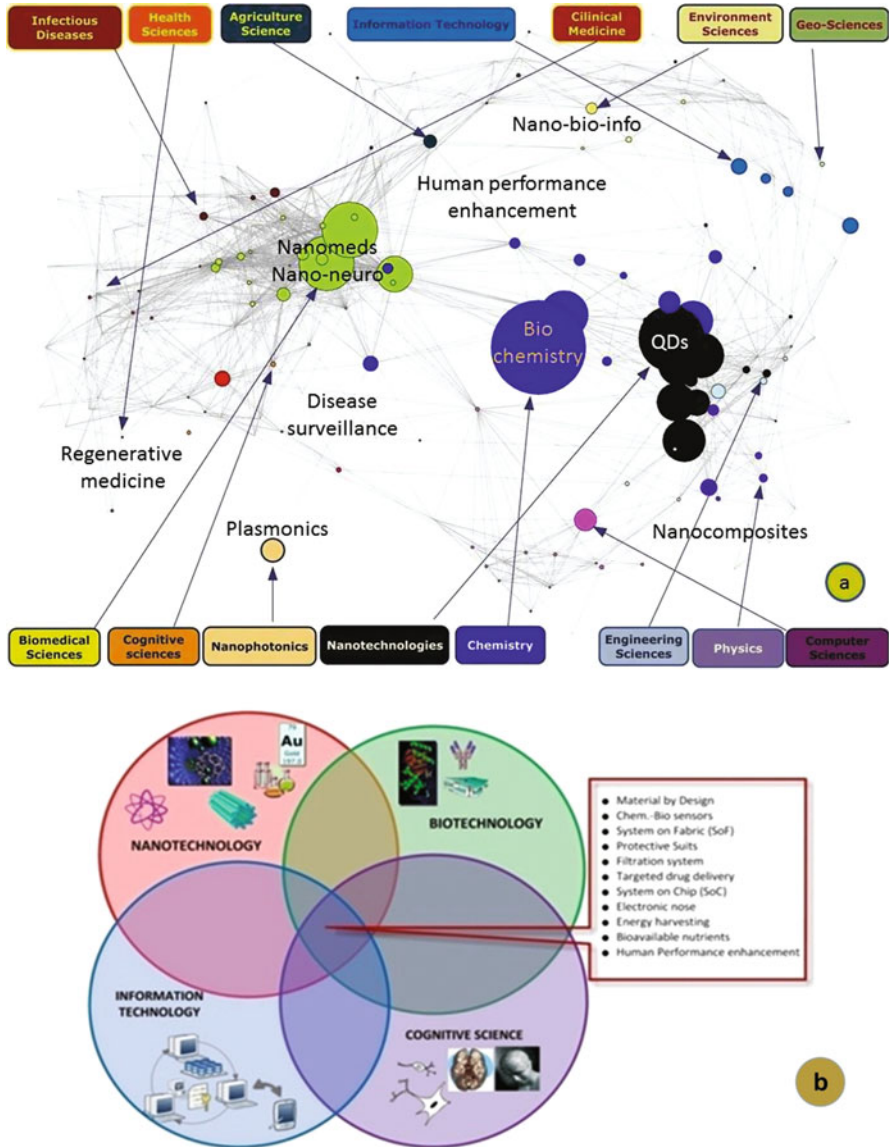 Infectious
Diseases
Health
Sciences
Agriculture
Science
Information Technology
Cilinical
Medicine
Environment
Sciences
Geo-Sciences
Nano-bio-info
Human performance
enhancement
Nanomeds
Nano-neuro
Bio
chemistry
QDs
Disease
surveillance
Regenerative
medicine
Plasmonics
Nanocomposites
a
Biomedical
Sciences
Cognitive
sciences
Nanophotonics
Nanotechnologies
Chemistry
Engineering
Sciences
Physics
Computer
Sciences
79
Au
Gold
197.0
NANOTECHNOLOGY
BIOTECHNOLOGY
● Material by Design
● Chem.-Bio sensors
● System on Fabric (SoF)
● Protective Suits
● Filtration system
● Targeted drug delivery
● System on Chip (SoC)
● Electronic nose
● Energy harvesting
● Bioavailable nutrients
● Human Performance enhancement
INFORMATION
TECHNOLOGY
COGNITIVE SCIENCE
b